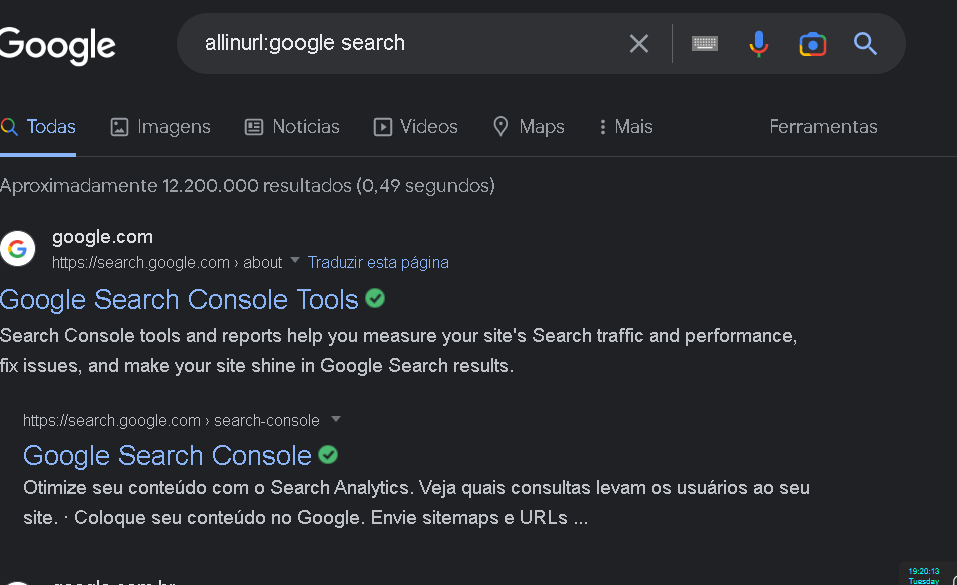 Google
allinurl:google search
Todas Imagens Notícias Vídeos Maps Mais Ferramentas
Aproximadamente 12.200.000 resultados (0,49 segundos)
google.com
https://search.google.com › about Traduzir esta página
Google Search Console Tools
Search Console tools and reports help you measure your site's Search traffic and performance,
fix issues, and make your site shine in Google Search results.
https://search.google.com › search-console
Google Search Console
Otimize seu conteúdo com o Search Analytics. Veja quais consultas levam os usuários ao seu
site. · Coloque seu conteúdo no Google. Envie sitemaps e URLs ...
google.com.br
19:20:13
Tuesday